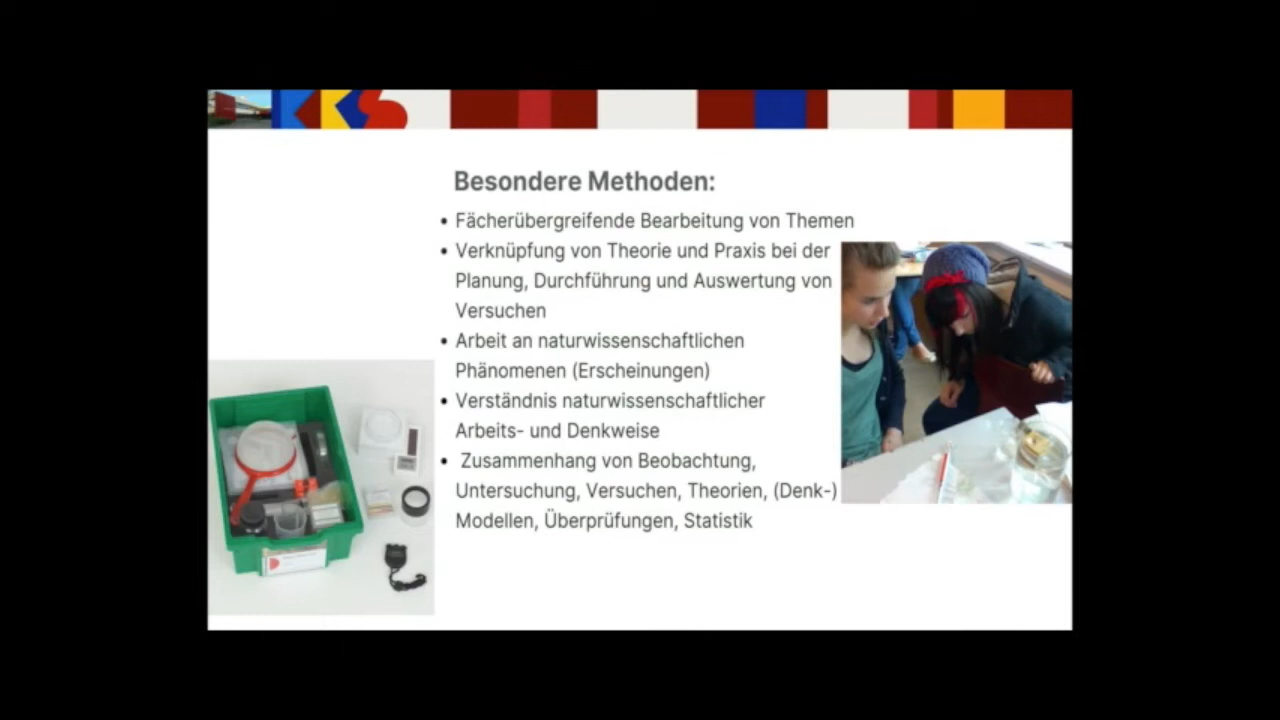 KKS
Besondere Methoden:
• Fächerübergreifende Bearbeitung von Themen
• Verknüpfung von Theorie und Praxis bei der
Planung, Durchführung und Auswertung von
Versuchen
• Arbeit an naturwissenschaftlichen
Phänomenen (Erscheinungen)
• Verständnis naturwissenschaftlicher
Arbeits- und Denkweise
• Zusammenhang von Beobachtung,
Untersuchung, Versuchen, Theorien, (Denk-)
Modellen, Überprüfungen, Statistik